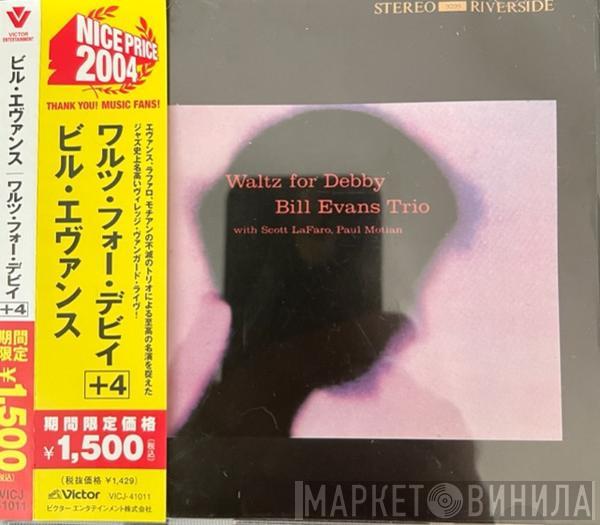 VICTOR
ENTERTAINMENT
ビル・エヴァンス ワルツ・フォー・デビイ +4
期間
限定
¥1,500
(税込)
VICJ
41011
NICE PRICE
2004
THANK YOU! MUSIC FANS!
エヴァンス、ラファロ、モチアンの不滅のトリオによる至高の名演を捉えた
ジャズ史上名高いヴィレッジ・ヴァンガード・ライヴ!
ワルツ・フォー・デビイ +4
ビル・エヴァンス
期間限定価格
¥1,500(税込)
(税抜価格 ¥1,429)
Victor VICJ-41011
ビクター エンタテインメント株式会社
STEREO RIVERSIDE
Waltz for Debby
Bill Evans Trio
with Scott LaFaro, Paul Motian
МАРКЕТ ВИНИЛА